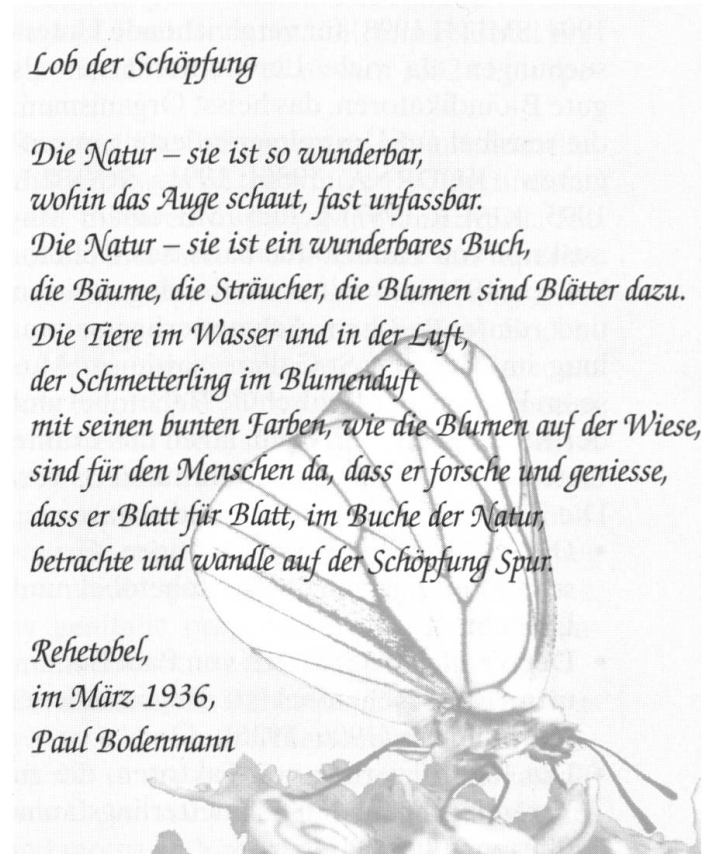 Lob der Schöpfung
Die Natur – sie ist so wunderbar,
wohin das Auge schaut, fast unfassbar.
Die Natur – sie ist ein wunderbares Buch,
die Bäume, die Sträucher, die Blumen sind Blätter dazu.
Die Tiere im Wasser und in der Luft,
der Schmetterling im Blumenduft
mit seinen bunten Farben, wie die Blumen auf der Wiese,
sind für den Menschen da, dass er forsche und geniesse,
dass er Blatt für Blatt, im Buche der Natur,
betrachte und wandle auf der Schöpfung Spur.
Rehetobel,
im März 1936,
Paul Bodenmann